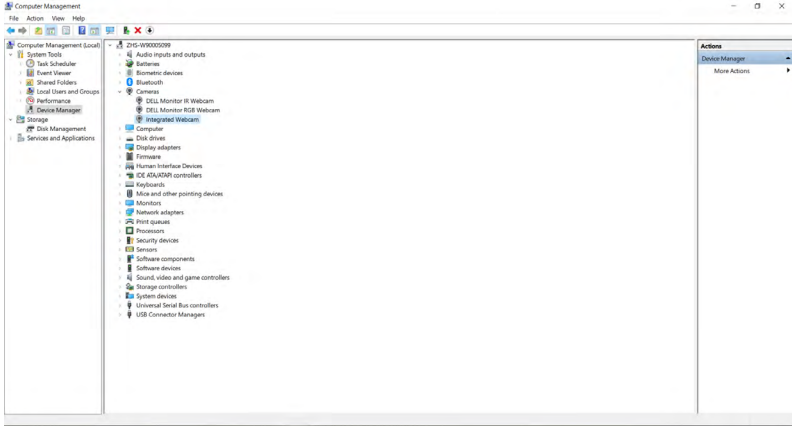 Computer Management
File Action View Help
Computer Management (Local)
System Tools
Task Scheduler
Event Viewer
Shared Folders
Local Users and Groups
Performance
Device Manager
Storage
Disk Management
Services and Applications
ZHS-W90005099
Audio inputs and outputs
Batteries
Biometric devices
Bluetooth
Cameras
DELL Monitor IR Webcam
DELL Monitor RGB Webcam
Integrated Webcam
Computer
Disk drives
Display adapters
Firmware
Human Interface Devices
IDE ATA/ATAPI controllers
Keyboards
Mice and other pointing devices
Monitors
Network adapters
Print queues
Processors
Security devices
Sensors
Software components
Software devices
Sound, video and game controllers
Storage controllers
System devices
Universal Serial Bus controllers
USB Connector Managers
Actions
Device Manager
More Actions